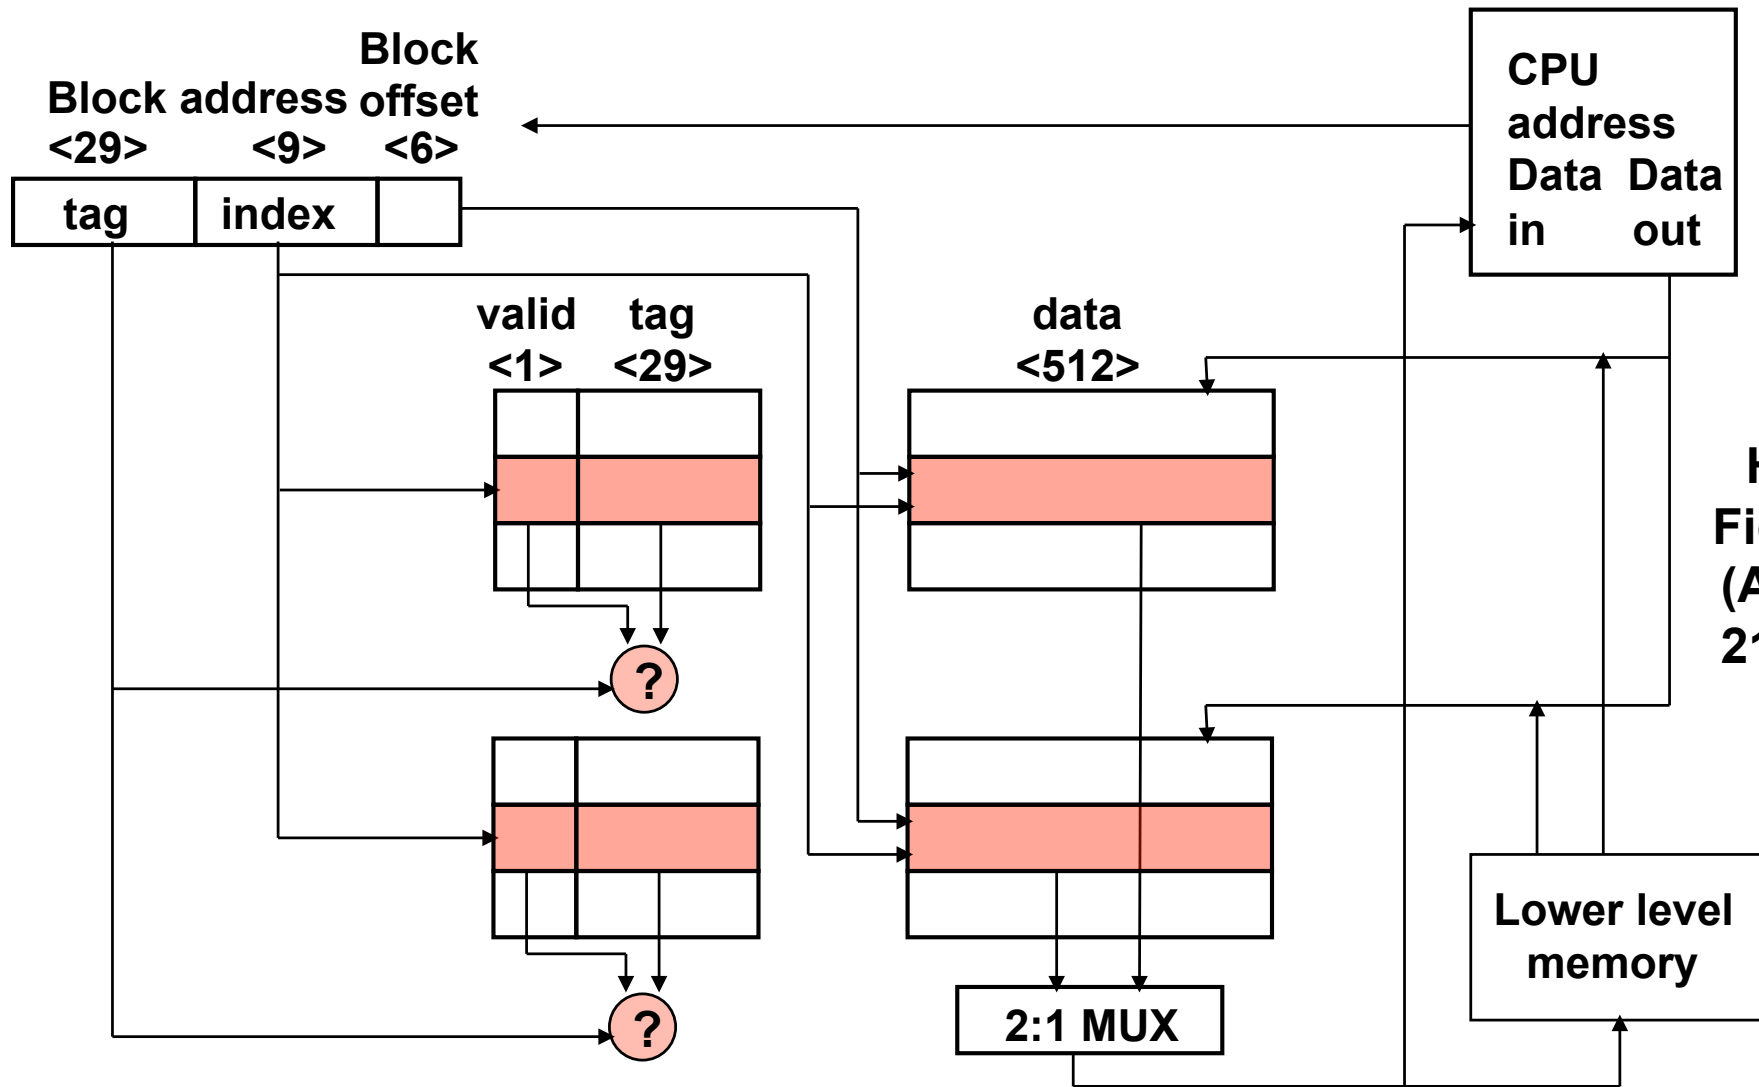 Block
Block address offset
<29> <9> <6>
tag index
CPU
address
Data Data
in out
valid tag
<1> <29>
data
<512>
?
?
2:1 MUX
Lower level
memory
(A